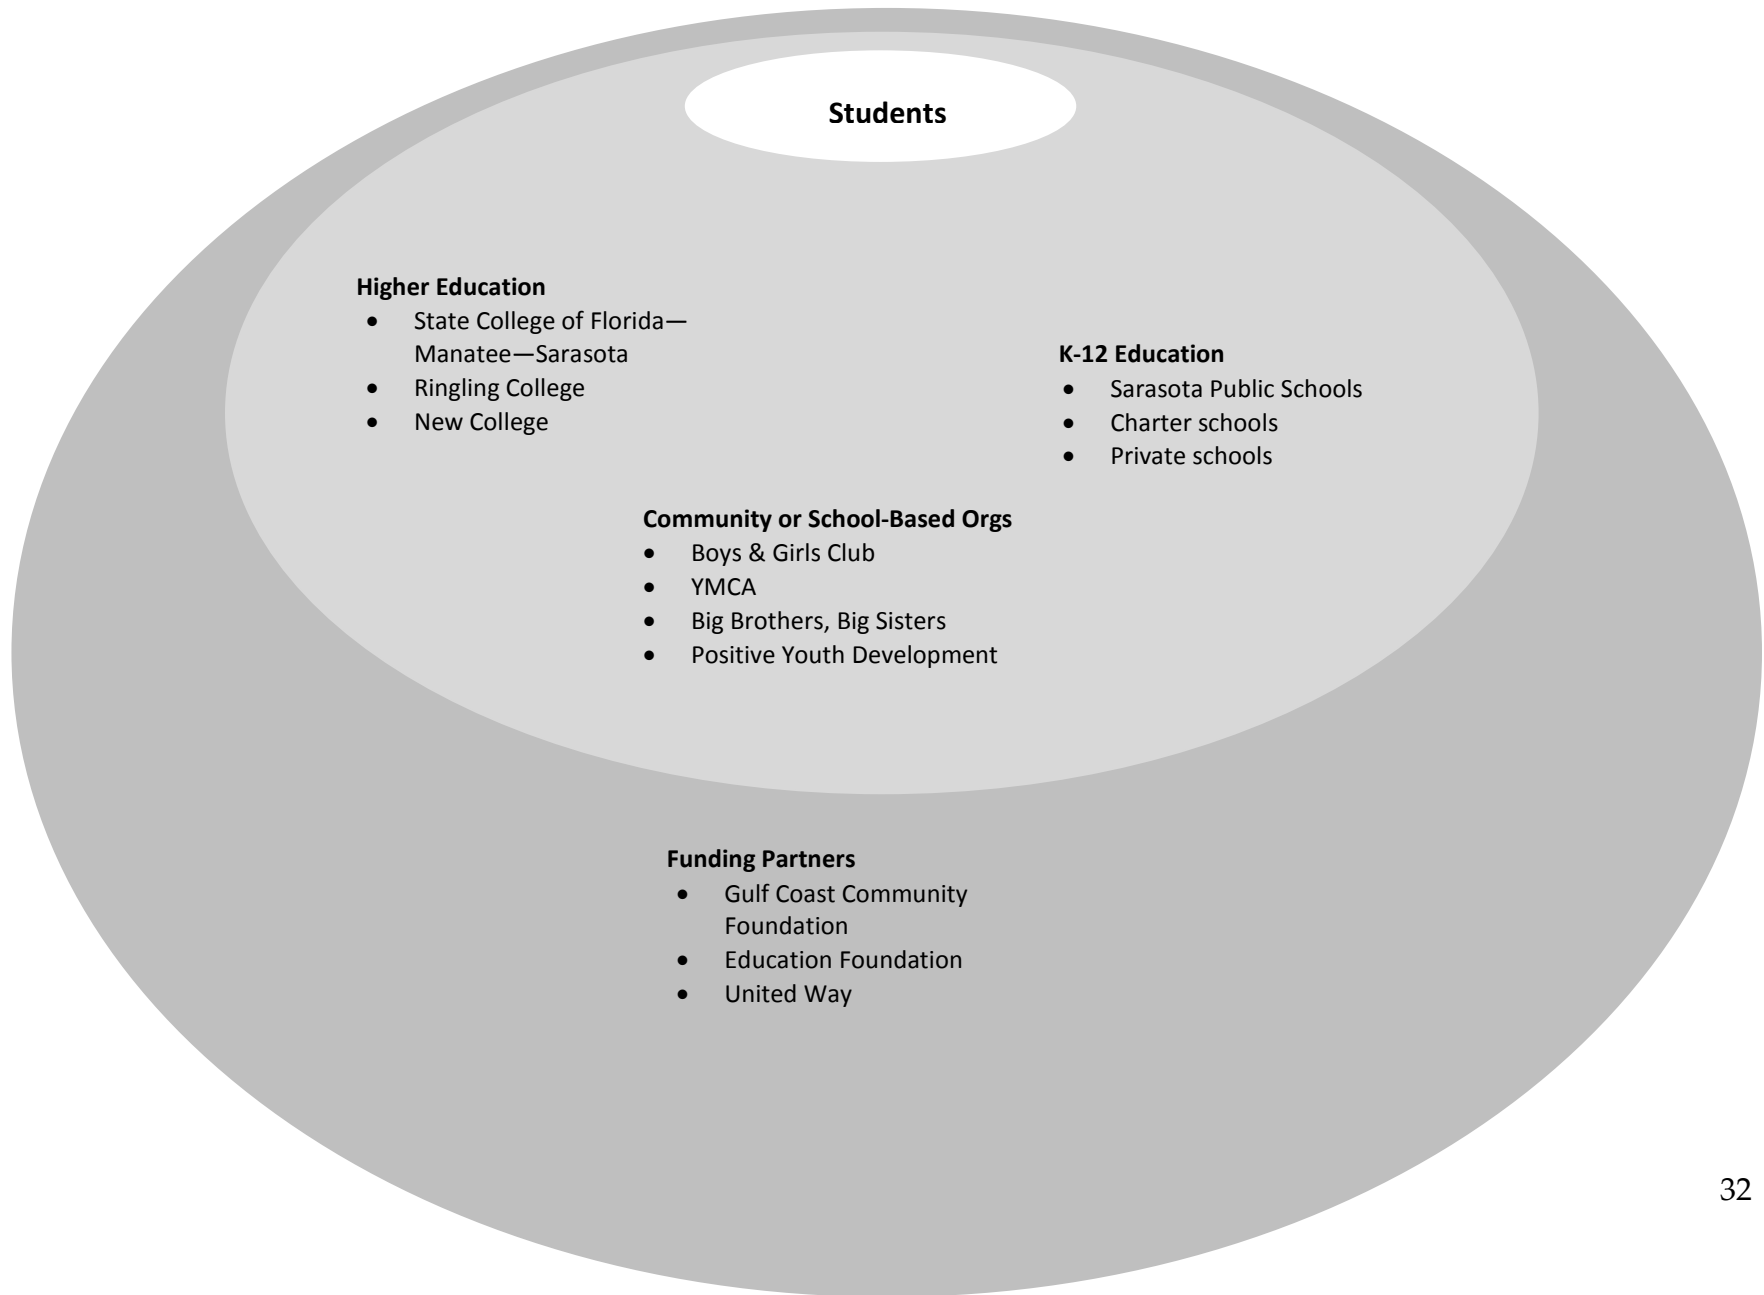 Students
Higher Education
• State College of Florida—
Manatee—Sarasota
• Ringling College
• New College
K-12 Education
• Sarasota Public Schools
• Charter schools
• Private schools
Community or School-Based Orgs
• Boys & Girls Club
• YMCA
• Big Brothers, Big Sisters
• Positive Youth Development
Funding Partners
• Gulf Coast Community
Foundation
• Education Foundation
• United Way
32